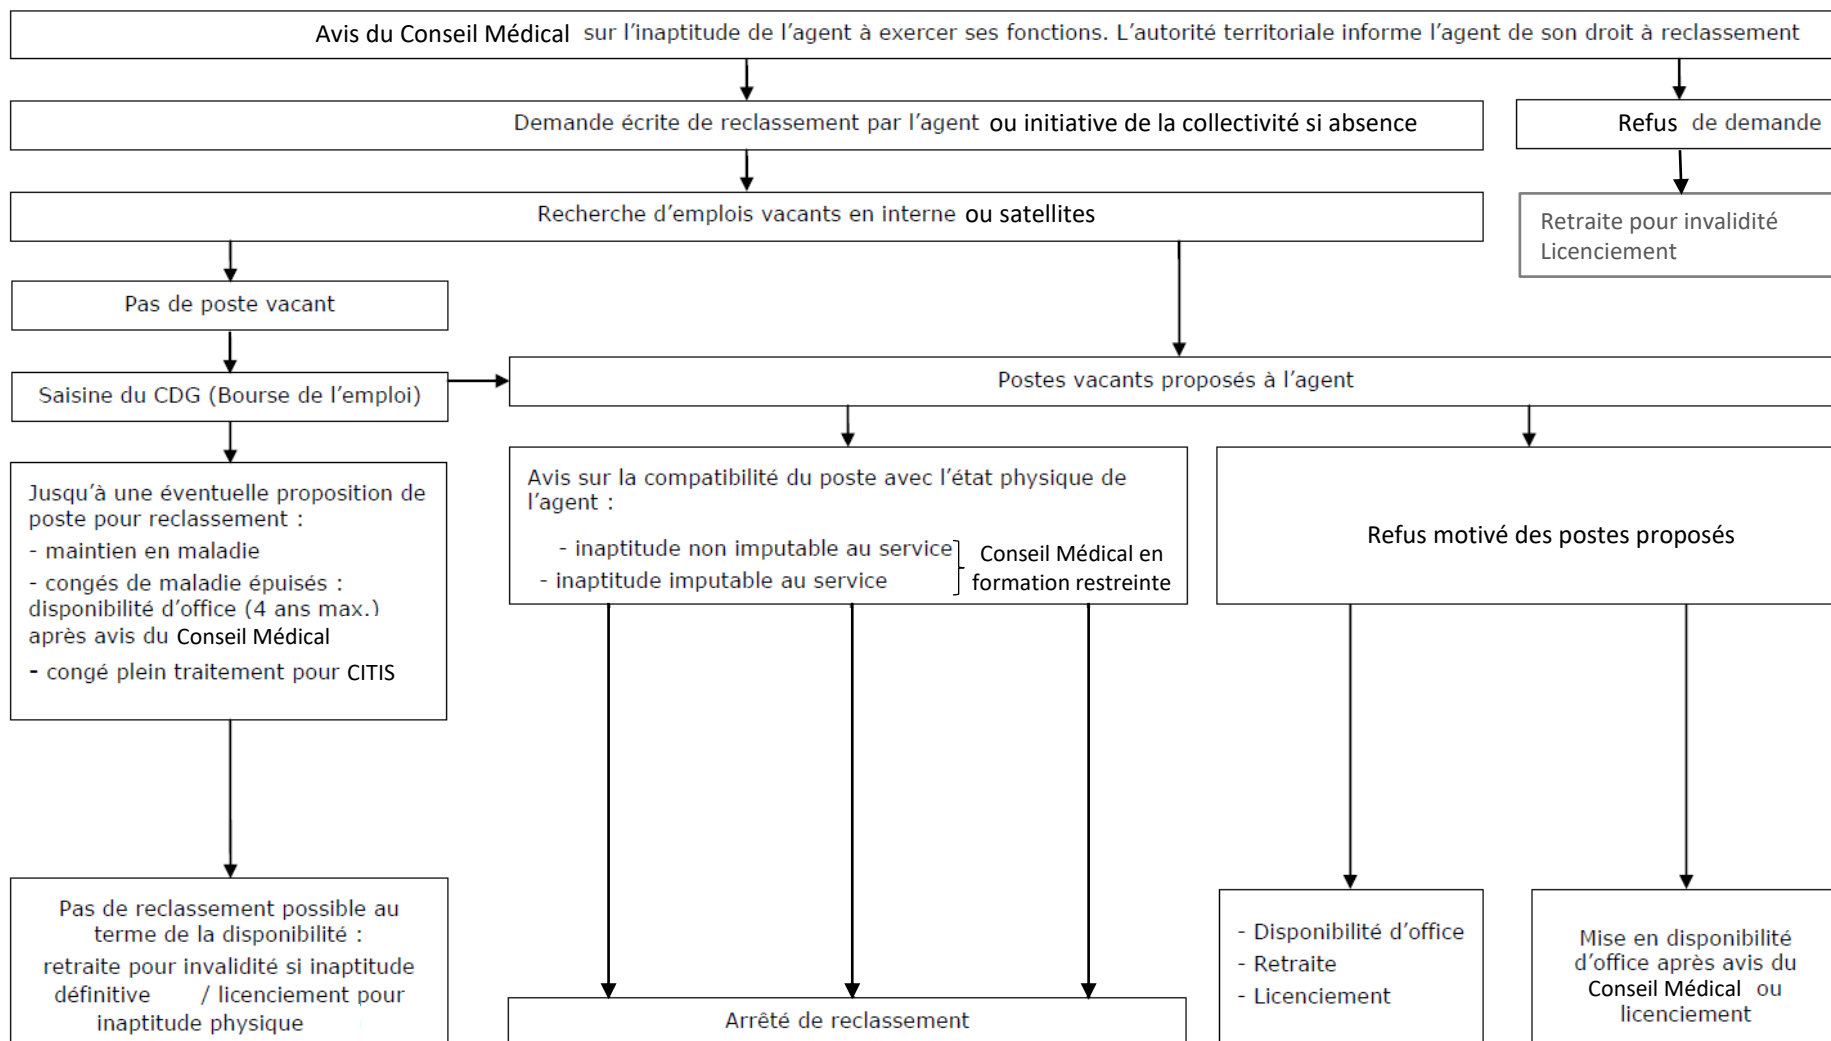 Avis du Conseil Médical sur l'inaptitude de l'agent à exercer ses fonctions. L'autorité territoriale informe l'agent de son droit à reclassement
Demande écrite de reclassement par l'agent ou initiative de la collectivité si absence
Refus de demande
Recherche d'emplois vacants en interne ou satellites
Retraite pour invalidité
Licenciement
Pas de poste vacant
Saisine du CDG (Bourse de l'emploi)
Postes vacants proposés à l'agent
Jusqu'à une éventuelle proposition de
poste pour reclassement :
- maintien en maladie
- congés de maladie épuisés :
disponibilité d'office (4 ans max.)
après avis du Conseil Médical
- congé plein traitement pour CITIS
Avis sur la compatibilité du poste avec l'état physique de
l'agent :
- inaptitude non imputable au service
- inaptitude imputable au service
Conseil Médical en
formation restreinte
Refus motivé des postes proposés
Pas de reclassement possible au
terme de la disponibilité :
retraite pour invalidité si inaptitude
définitive / licenciement pour
inaptitude physique
Arrêté de reclassement
- Disponibilité d'office
- Retraite
- Licenciement
Mise en disponibilité
d'office après avis du
Conseil Médical ou
licenciement